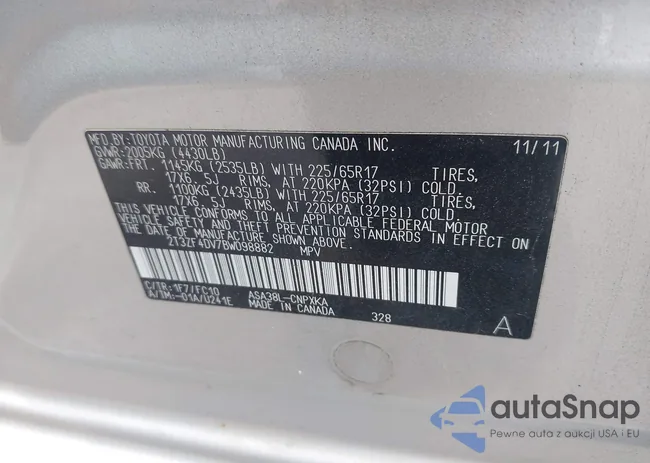 MFD.BY:TOYOTA MOTOR MANUFACTURING CANADA INC. 11/11
GVWR:2005KG (4430LB)
GAWR:FRT. 1145KG (2535LB) WITH 225/65R17 TIRES,
17X6.5J RIMS, AT 220KPA (32PSI) COLD.
RR. 1100KG (2435LB) WITH 225/65R17 TIRES,
17X6.5J RIMS, AT 220KPA (32PSI) COLD.
THIS VEHICLE CONFORMS TO ALL APPLICABLE FEDERAL MOTOR
VEHICLE SAFETY AND THEFT PREVENTION STANDARDS IN EFFECT ON
THE DATE OF MANUFACTURE SHOWN ABOVE.
2T3ZF4DV7BW098882 MPV
C/TR:1F7/FC10 ASA38L-CNPXKA
A/TM:-01A/U241E MADE IN CANADA 328 A
autaSnap
Pewne auta z aukcji USA i EU